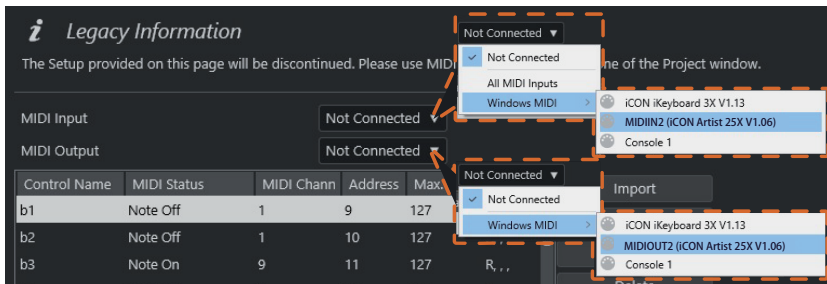 i Legacy Information
The Setup provided on this page will be discontinued. Please use MIDI
ne of the Project window.
Not Connected
Not Connected
All MIDI Inputs
Windows MIDI
iCON iKeyboard 3X V1.13
MIDIIN2 (iCON Artist 25X V1.06)
Console 1
MIDI Input Not Connected
MIDI Output Not Connected
Not Connected
Not Connected
Windows MIDI
iCON iKeyboard 3X V1.13
MIDIOUT2 (iCON Artist 25X V1.06)
Console 1
Import
Control Name MIDI Status MIDI Chann Address Max.
b1 Note Off 1 9 127
b2 Note Off 1 10 127
b3 Note On 9 11 127 R, , ,